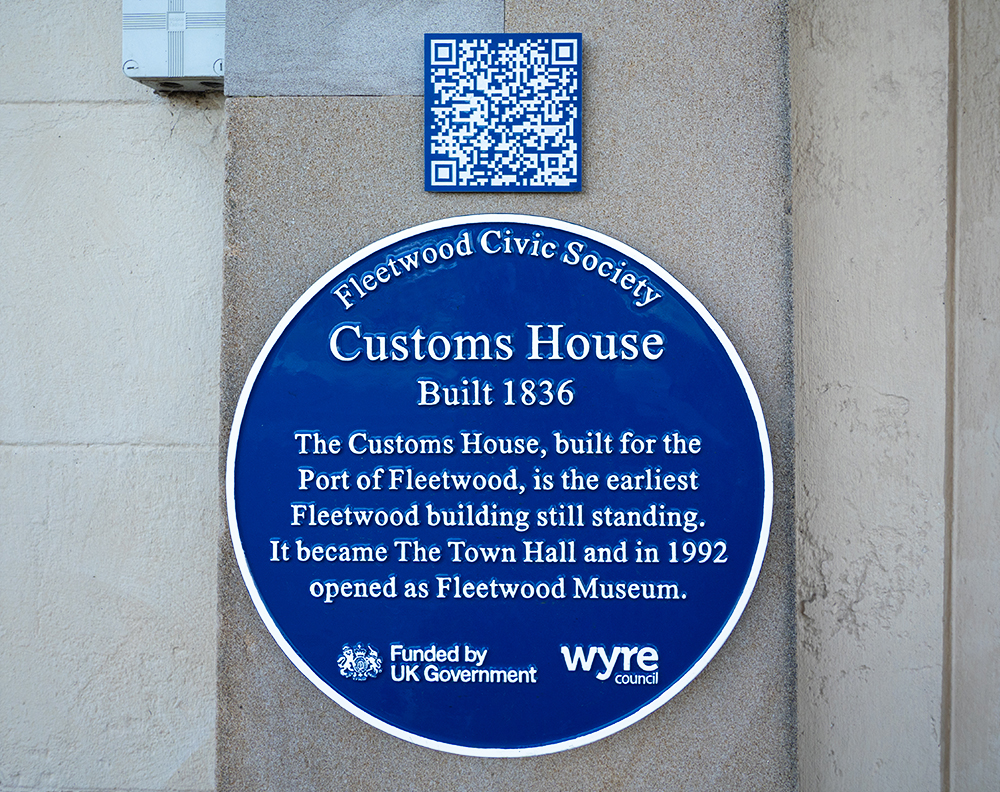 Fleetwood Civic Society
Customs House
Built 1836
The Customs House, built for the
Port of Fleetwood, is the earliest
Fleetwood building still standing.
It became The Town Hall and in 1992
opened as Fleetwood Museum.
Funded by
UK Government
wyre
council